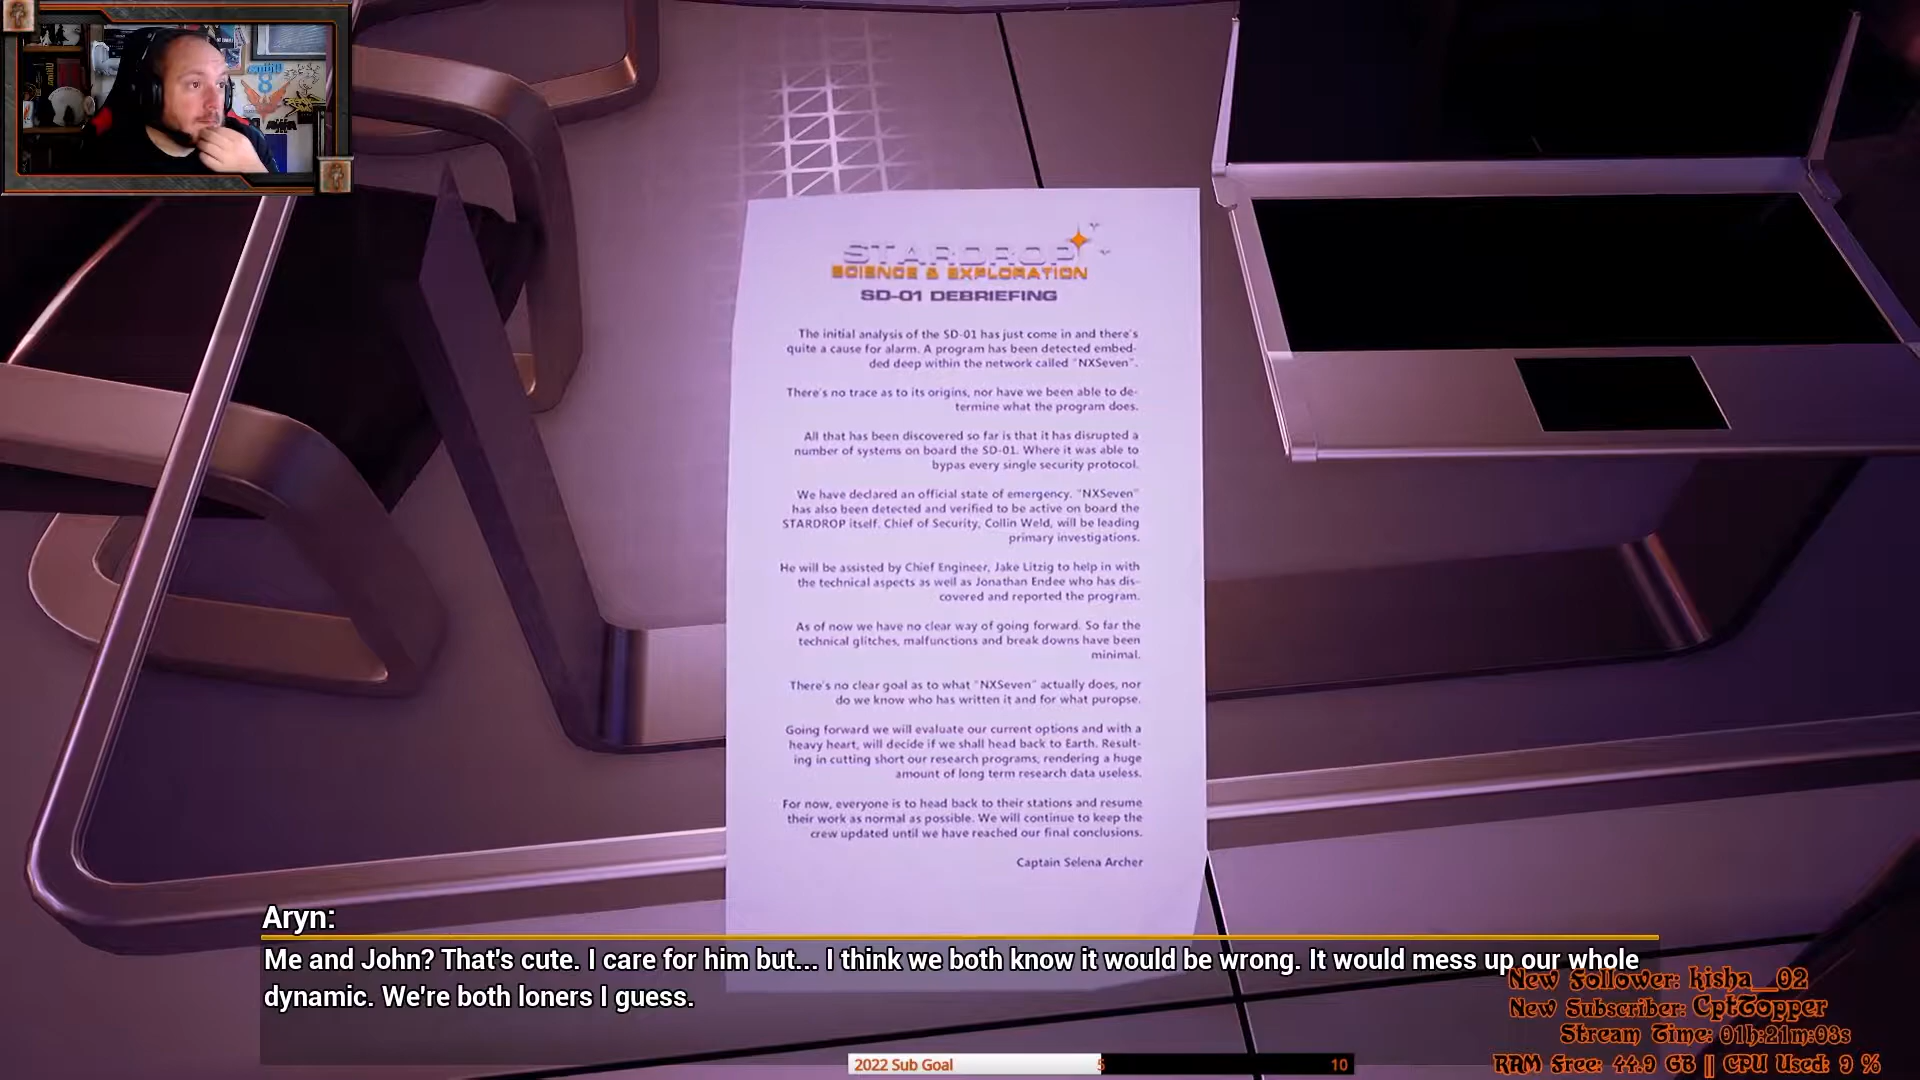 STARDROP
SCIENCE & EXPLORATION
SD-01 DEBRIEFING
The initial analysis of the SD-01 has just come in and there's
quite a cause for alarm. A program has been detected embed-
ded deep within the network called "NXSeven".
There's no trace as to its origins, nor have we been able to de-
termine what the program does.
All that has been discovered so far is that it has disrupted a
number of systems on board the SD-01. Where it was able to
bypas every single security protocol.
We have declared an official state of emergency. "NXSeven"
has also been detected and verified to be active on board the
STARDROP itself. Chief of Security, Collin Weld, will be leading
primary investigations.
He will be assisted by Chief Engineer, Jake Litzig to help in with
the technical aspects as well as Jonathan Endee who has dis-
covered and reported the program.
As of now we have no clear way of going forward. So far the
technical glitches, malfunctions and break downs have been
minimal.
There's no clear goal as to what "NXSeven" actually does, nor
do we know who has written it and for what puropse.
Going forward we will evaluate our current options and with a
heavy heart, will decide if we shall head back to Earth. Result-
ing in cutting short our research programs, rendering a huge
amount of long term research data useless.
For now, everyone is to head back to their stations and resume
their work as normal as possible. We will continue to keep the
crew updated until we have reached our final conclusions.
Captain Selena Archer
Aryn:
Me and John? That's cute. I care for him but... I think we both know it would be wrong. It would mess up our whole
dynamic. We're both loners I guess.
New Follower: kisha__02
New Subscriber: CptTopper
Stream Time: 01h:21m:03s
RAM Free: 44.9 GB || CPU Used: 9 %
2022 Sub Goal 5 10